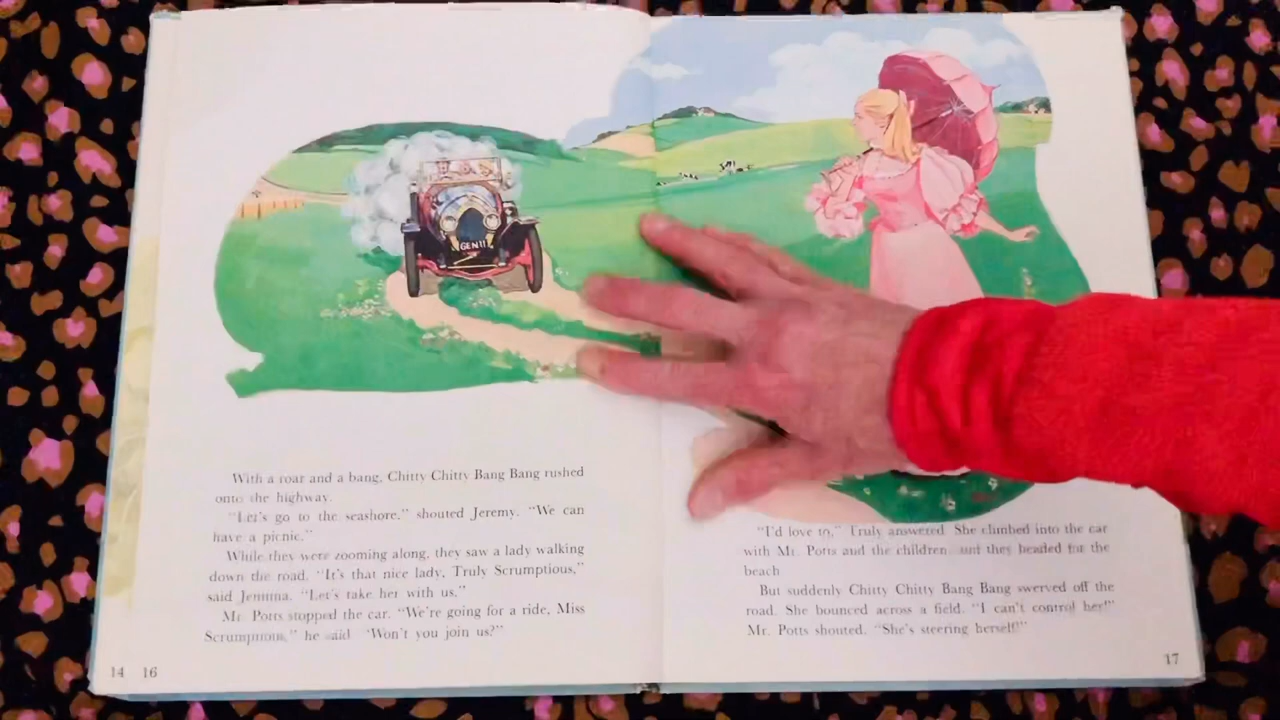 GEN 11
With a roar and a bang, Chitty Chitty Bang Bang rushed
onto the highway.
"Let's go to the seashore," shouted Jeremy. "We can
have a picnic."
While they were zooming along, they saw a lady walking
down the road. "It's that nice lady, Truly Scrumptious,"
said Jemima. "Let's take her with us."
Mr. Potts stopped the car. "We're going for a ride, Miss
Scrumptious," he said. "Won't you join us?"
14 16
"I'd love to," Truly answered. She climbed into the car
with Mr. Potts and the children, and they headed for the
beach
But suddenly Chitty Chitty Bang Bang swerved off the
road. She bounced across a field. "I can't control her!"
Mr. Potts shouted. "She's steering herself!"
17